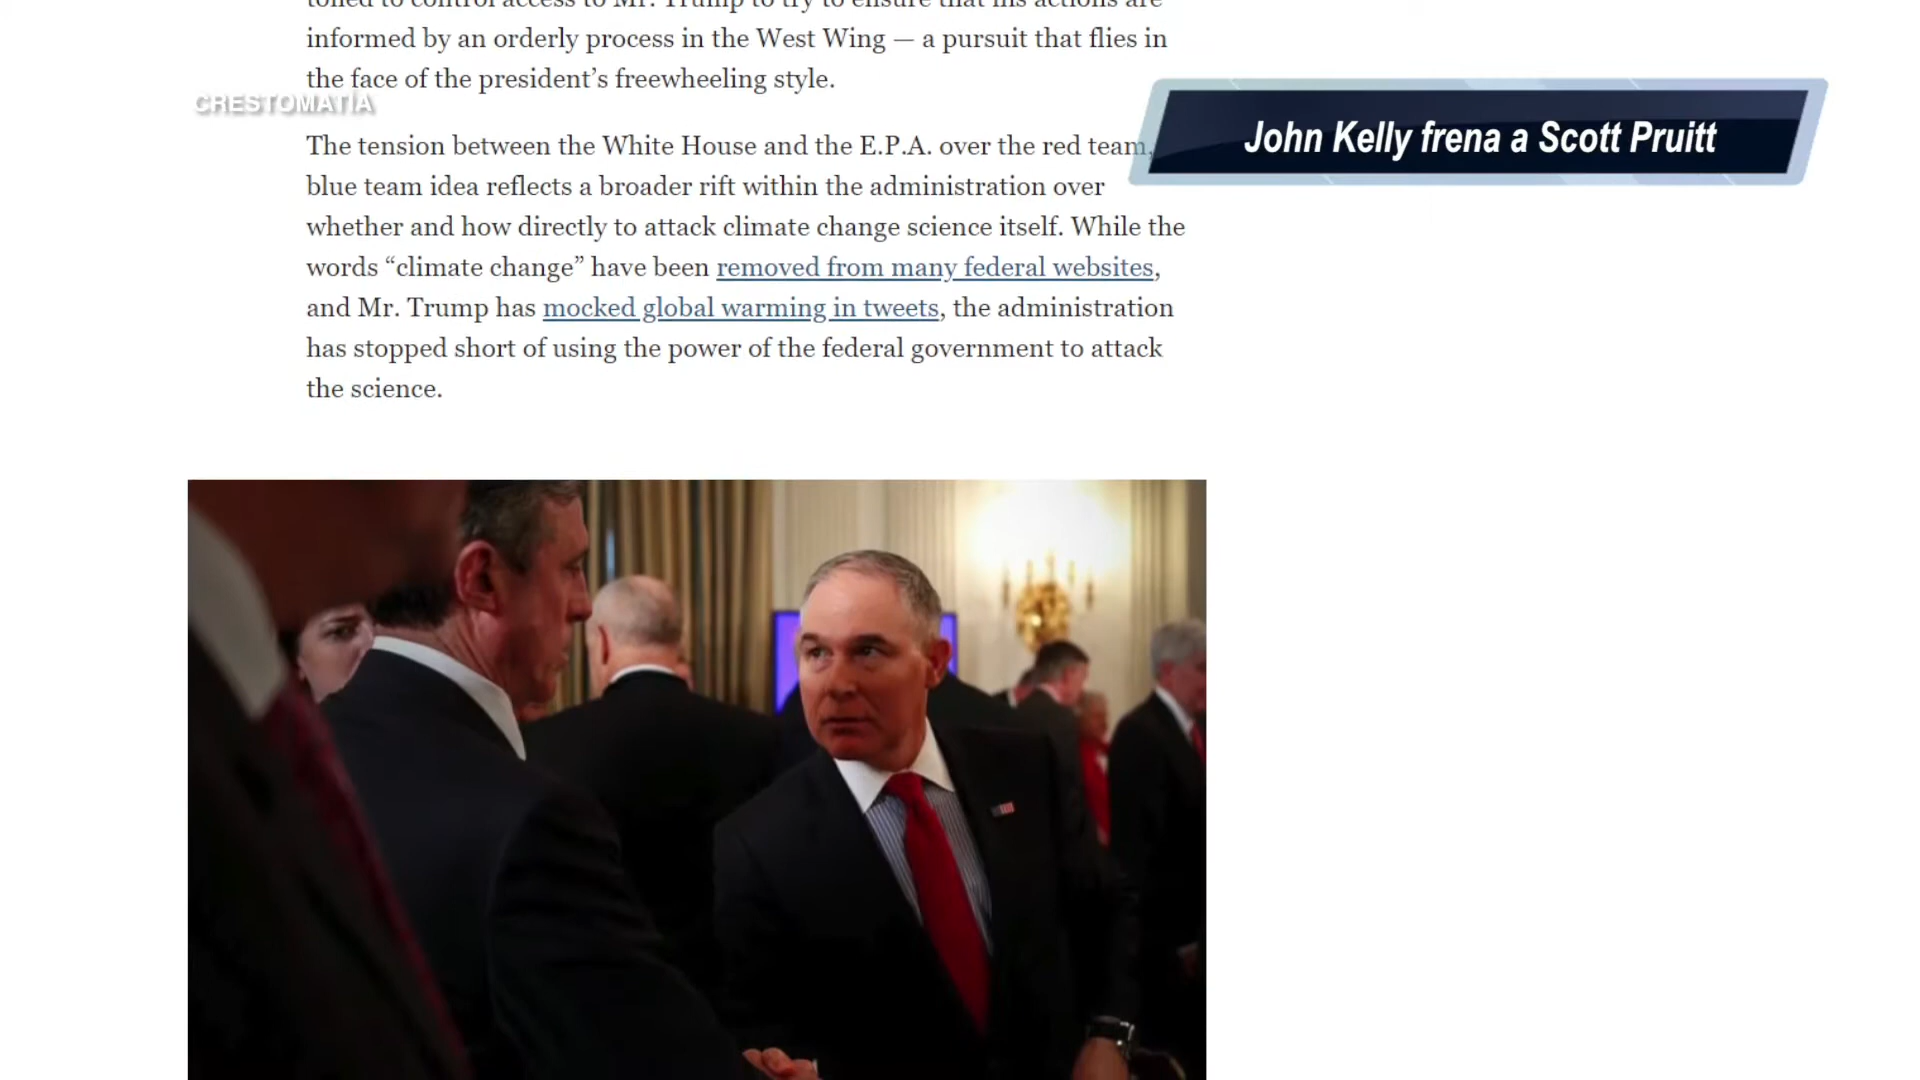 toned to control access to Mr. Trump to try to ensure that his actions are
informed by an orderly process in the West Wing — a pursuit that flies in
the face of the president’s freewheeling style.
CRESTOMATÍA
John Kelly frena a Scott Pruitt
The tension between the White House and the E.P.A. over the red team,
blue team idea reflects a broader rift within the administration over
whether and how directly to attack climate change science itself. While the
words “climate change” have been removed from many federal websites,
and Mr. Trump has mocked global warming in tweets, the administration
has stopped short of using the power of the federal government to attack
the science.